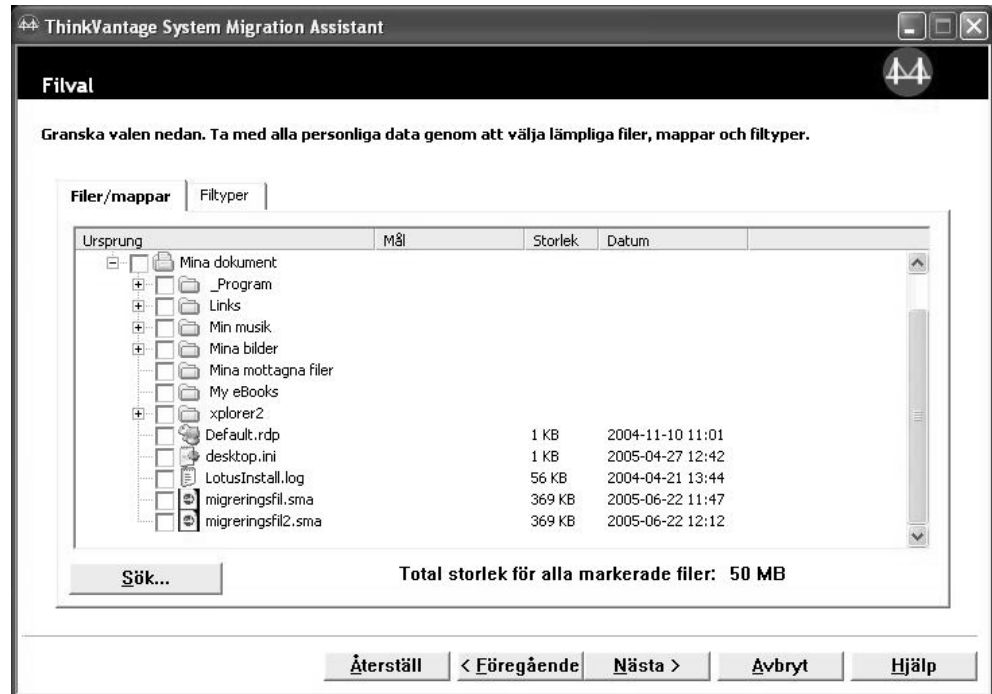 ThinkVantage System Migration Assistant
Filval
Granska valen nedan. Ta med alla personliga data genom att välja lämpliga filer, mappar och filtyper.
Filer/mappar Filtyper
Ursprung Mål Storlek Datum
Mina dokument
_Program
Links
Min musik
Mina bilder
Mina mottagna filer
My eBooks
xplorer2
Default.rdp 1 KB 2004-11-10 11:01
desktop.ini 1 KB 2005-04-27 12:42
LotusInstall.log 56 KB 2004-04-21 13:44
migreringsfil.sma 369 KB 2005-06-22 11:47
migreringsfil2.sma 369 KB 2005-06-22 12:12
Sök... Total storlek för alla markerade filer: 50 MB
Återställ < Föregående Nästa > Avbryt Hjälp